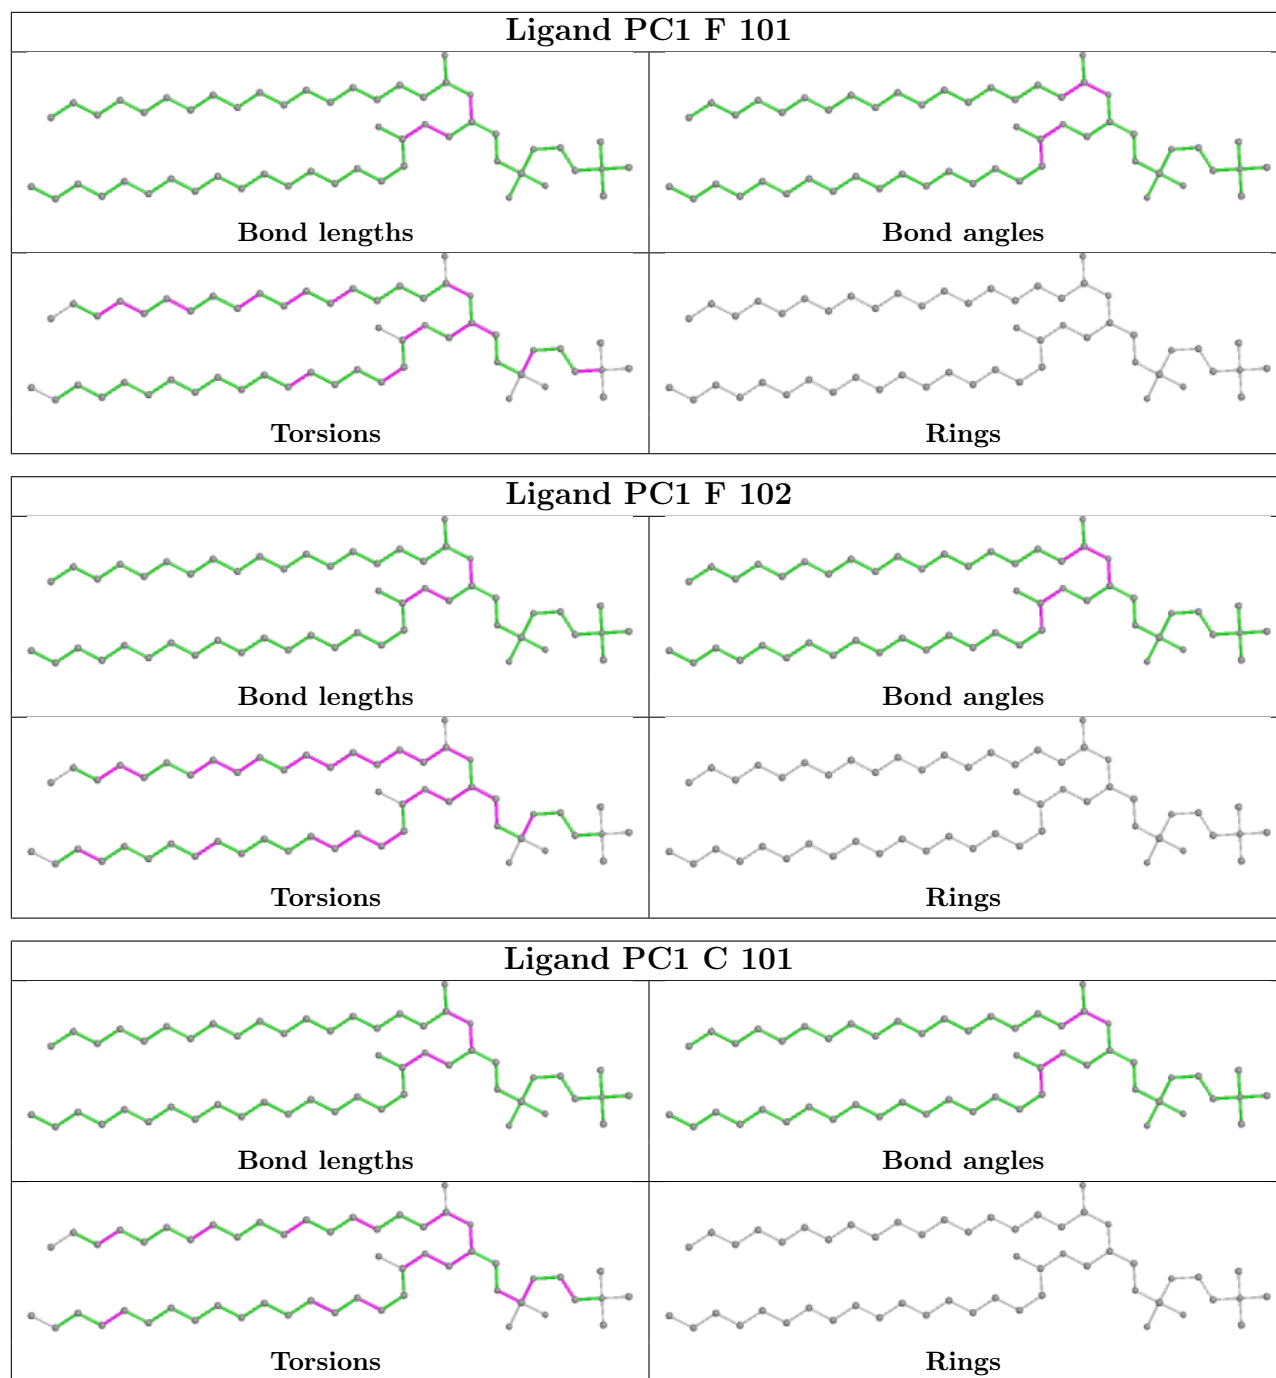 Ligand PC1 F 101
Bond lengths
Bond angles
Torsions
Rings
Ligand PC1 F 102
Bond lengths
Bond angles
Torsions
Rings
Ligand PC1 C 101
Bond lengths
Bond angles
Torsions
Rings